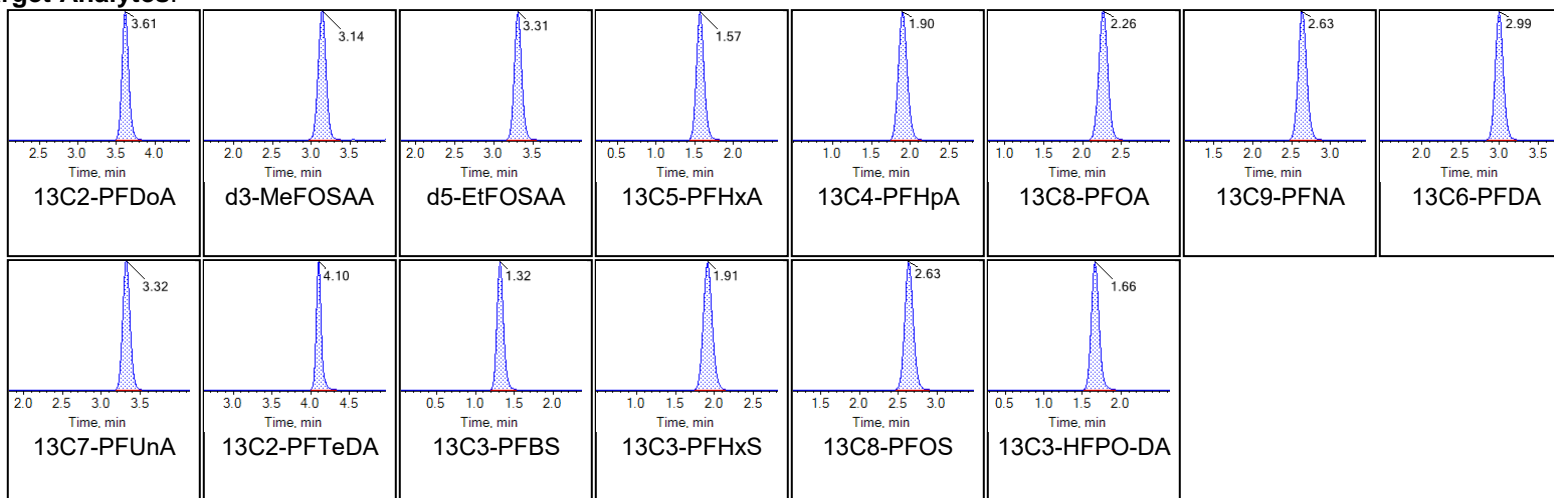 rget Analytes:
3.61 3.14 3.31 1.57 1.90 2.26 2.63 2.99
2.5 3.0 3.5 4.0 2.0 2.5 3.0 3.5 2.0 2.5 3.0 3.5 0.5 1.0 1.5 2.0 1.0 1.5 2.0 2.5 1.0 1.5 2.0 2.5 1.5 2.0 2.5 3.0 2.0 2.5 3.0 3.5
Time, min Time, min Time, min Time, min Time, min Time, min Time, min Time, min
13C2-PFDoA d3-MeFOSAA d5-EtFOSAA 13C5-PFHxA 13C4-PFHpA 13C8-PFOA 13C9-PFNA 13C6-PFDA
3.32 4.10 1.32 1.91 2.63 1.66
2.0 2.5 3.0 3.5 3.0 3.5 4.0 4.5 0.5 1.0 1.5 2.0 1.0 1.5 2.0 2.5 1.5 2.0 2.5 3.0 0.5 1.0 1.5 2.0
Time, min Time, min Time, min Time, min Time, min Time, min
13C7-PFUnA 13C2-PFTeDA 13C3-PFBS 13C3-PFHxS 13C8-PFOS 13C3-HFPO-DA